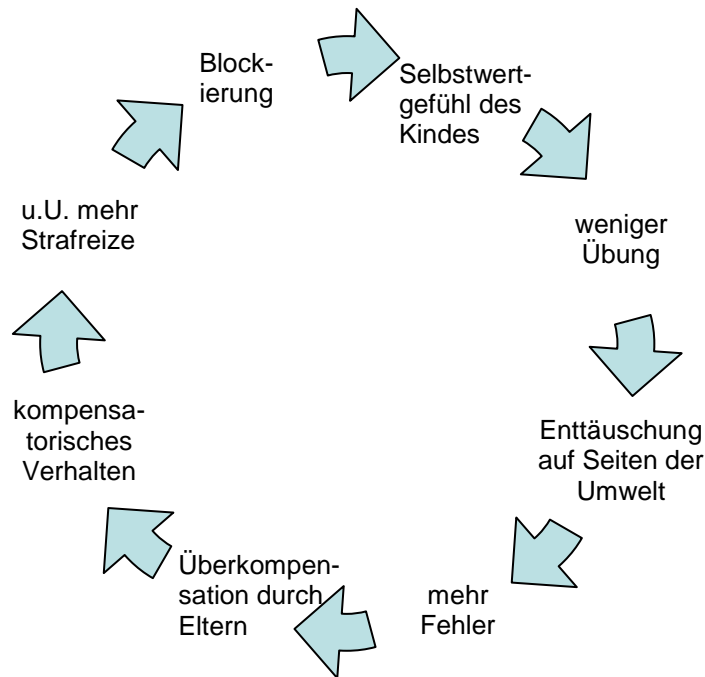 Block-
ierung
Selbstwert-
gefühl des
Kindes
weniger
Übung
Enttäuschung
auf Seiten der
Umwelt
mehr
Fehler
Überkompen-
sation durch
Eltern
kompensa-
torisches
Verhalten
u.U. mehr
Strafreize